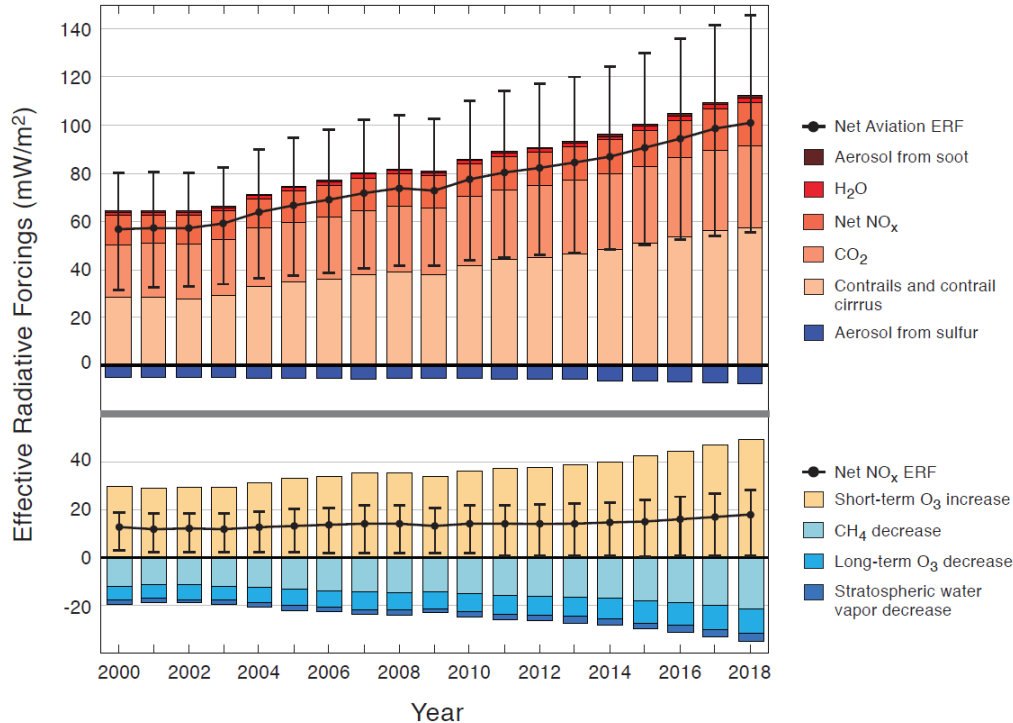 Effective Radiative Forcings (mW/m²)
140
120
100
80
60
40
20
0
Net Aviation ERF
Aerosol from soot
H₂O
Net NOₓ
CO₂
Contrails and contrail
cirrrus
Aerosol from sulfur
40
20
0
-20
Net NOₓ ERF
Short-term O₃ increase
CH₄ decrease
Long-term O₃ decrease
Stratospheric water
vapor decrease
2000 2002 2004 2006 2008 2010 2012 2014 2016 2018
Year